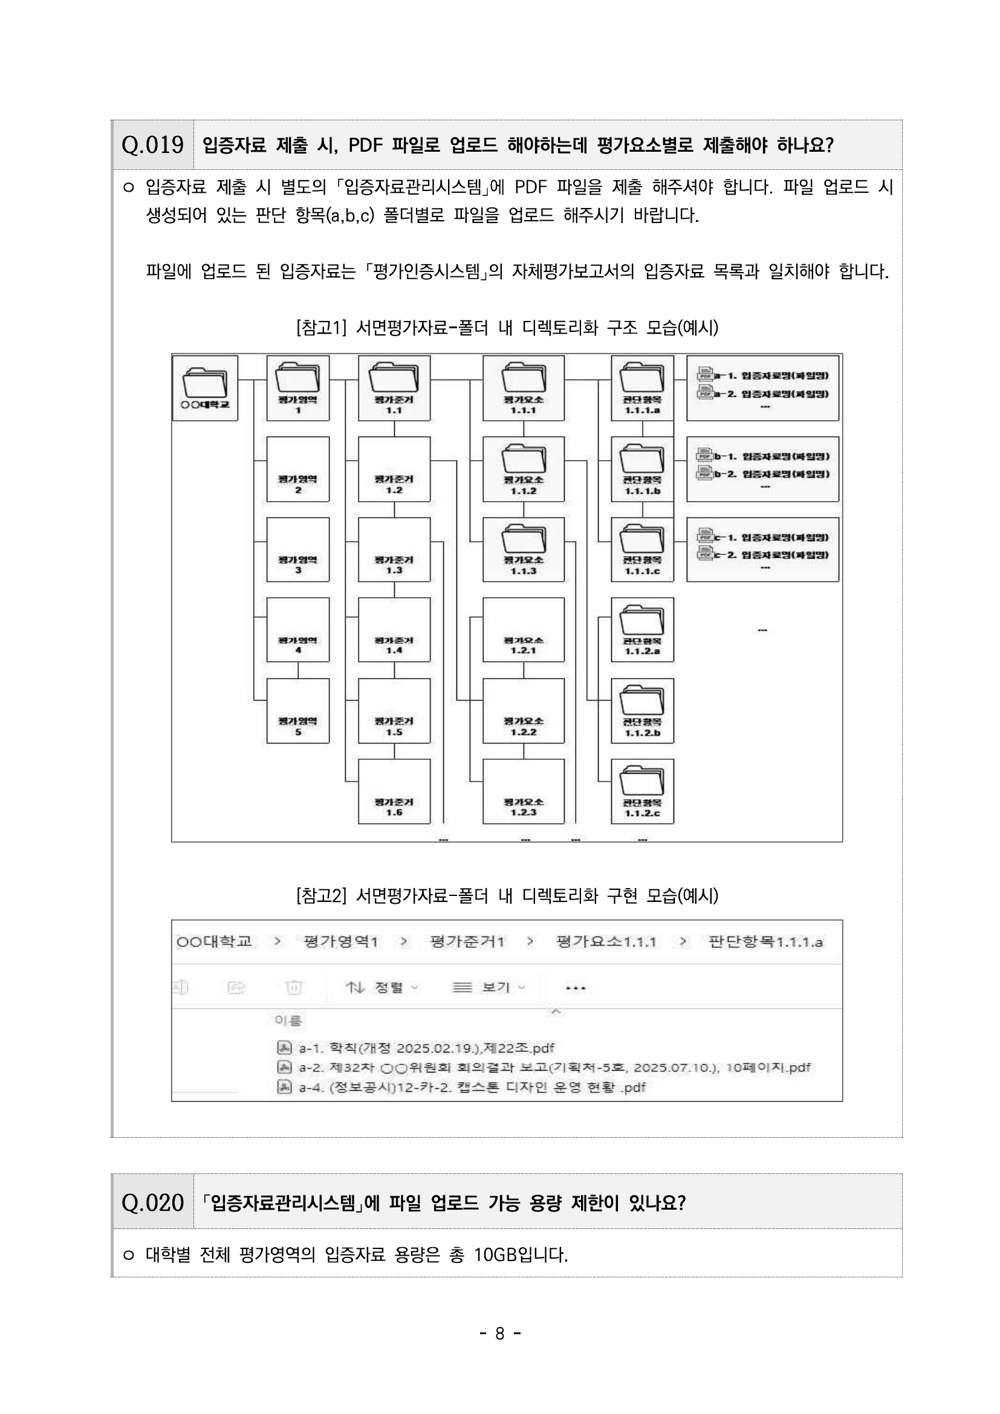 Q.019 입증자료 제출 시, PDF 파일로 업로드 해야하는데 평가요소별로 제출해야 하나요?
ㅇ 입증자료 제출 시 별도의 「입증자료관리시스템」에 PDF 파일을 제출 해주셔야 합니다. 파일 업로드 시
생성되어 있는 판단 항목(a,b,c) 폴더별로 파일을 업로드 해주시기 바랍니다.
파일에 업로드 된 입증자료는 「평가인증시스템」의 자체평가보고서의 입증자료 목록과 일치해야 합니다.
[참고1] 서면평가자료-폴더 내 디렉토리화 구조 모습(예시)
○○대학교
평가영역 1
평가준거 1.1
평가요소 1.1.1
판단항목 1.1.1.a
PDF a-1. 입증자료명(파일명)
PDF a-2. 입증자료명(파일명)
...
평가영역 2
평가준거 1.2
평가요소 1.1.2
판단항목 1.1.1.b
PDF b-1. 입증자료명(파일명)
PDF b-2. 입증자료명(파일명)
...
평가영역 3
평가준거 1.3
평가요소 1.1.3
판단항목 1.1.1.c
PDF c-1. 입증자료명(파일명)
PDF c-2. 입증자료명(파일명)
...
평가영역 4
평가준거 1.4
평가요소 1.2.1
판단항목 1.1.2.a
...
평가영역 5
평가준거 1.5
평가요소 1.2.2
판단항목 1.1.2.b
평가준거 1.6
평가요소 1.2.3
판단항목 1.1.2.c
... ... ... ...
[참고2] 서면평가자료-폴더 내 디렉토리화 구현 모습(예시)
○○대학교 > 평가영역1 > 평가준거1 > 평가요소1.1.1 > 판단항목1.1.1.a
정렬 보기 ...
이름
a-1. 학칙(개정 2025.02.19.),제22조.pdf
a-2. 제32차 ○○위원회 회의결과 보고(기획처-5호, 2025.07.10.), 10페이지.pdf
a-4. (정보공시)12-카-2. 캡스톤 디자인 운영 현황 .pdf
Q.020 「입증자료관리시스템」에 파일 업로드 가능 용량 제한이 있나요?
ㅇ 대학별 전체 평가영역의 입증자료 용량은 총 10GB입니다.
- 8 -